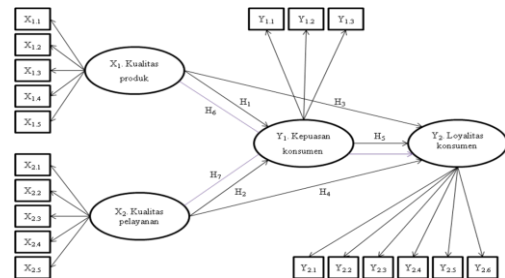 X1.1
X1.2
X1.3
X1.4
X1.5
X1. Kualitas
produk
Y1.1
Y1.2
Y1.3
H1
H6
H3
Y1. Kepuasan
konsumen
H5
Y2. Loyalitas
konsumen
H7
H2
H4
X2.1
X2.2
X2.3
X2.4
X2.5
X2. Kualitas
pelayanan
Y2.1
Y2.2
Y2.3
Y2.4
Y2.5
Y2.6